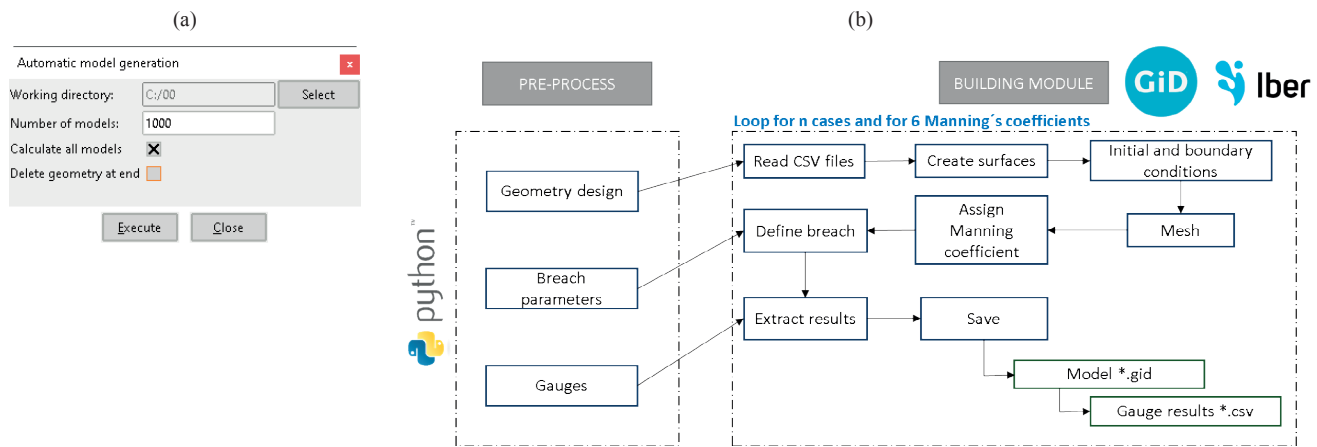 (a)
(b)
Automatic model generation
x
Working directory:
C:/00
Select
Number of models:
1000
Calculate all models
Delete geometry at end
Execute
Close
PRE-PROCESS
BUILDING MODULE
GiD
Iber
Loop for n cases and for 6 Manning´s coefficients
python™
Geometry design
Breach
parameters
Gauges
Read CSV files
Create surfaces
Initial and boundary
conditions
Define breach
Assign
Manning
coefficient
Mesh
Extract results
Save
Model *.gid
Gauge results *.csv